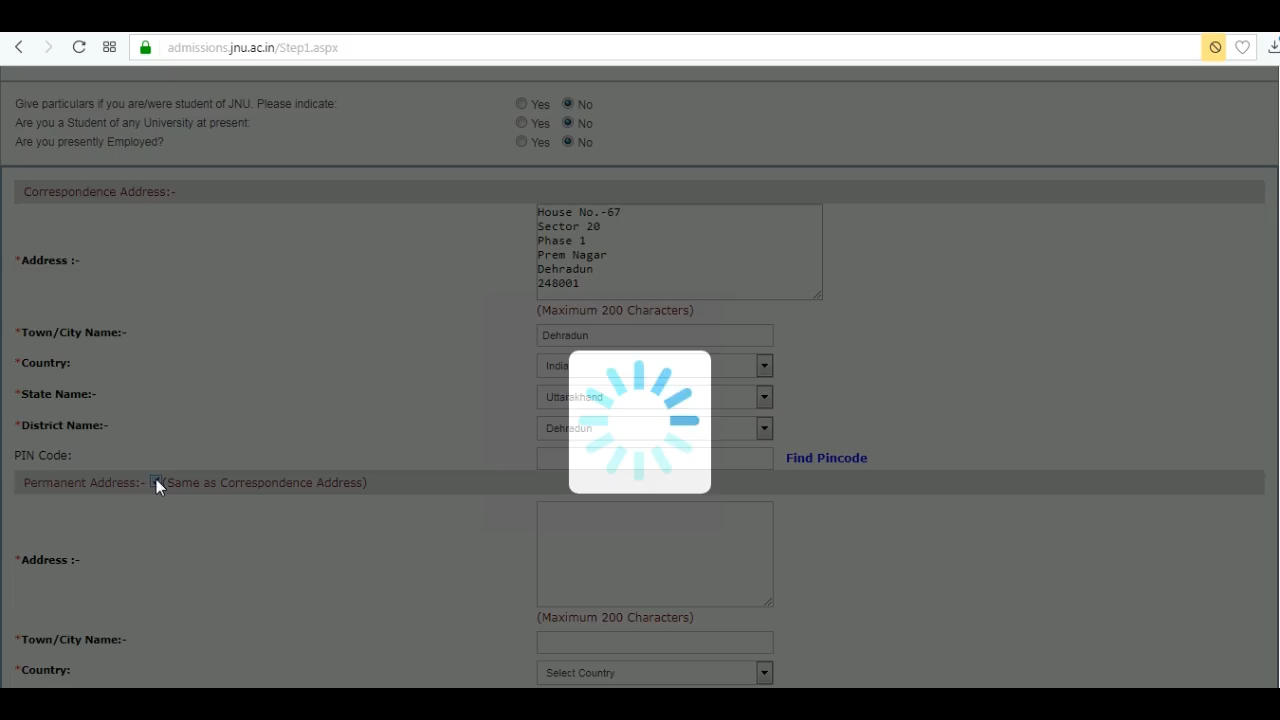 admissions.jnu.ac.in/Step1.aspx
Give particulars if you are/were student of JNU. Please indicate: Yes No
Are you a Student of any University at present: Yes No
Are you presently Employed? Yes No
Correspondence Address:-
*Address :-
House No.-67
Sector 20
Phase 1
Prem Nagar
Dehradun
248001
(Maximum 200 Characters)
*Town/City Name:- Dehradun
*Country: India
*State Name:- Uttarakhand
*District Name:- Dehradun
PIN Code: Find Pincode
Permanent Address:- (Same as Correspondence Address)
*Address :-
(Maximum 200 Characters)
*Town/City Name:-
*Country: Select Country